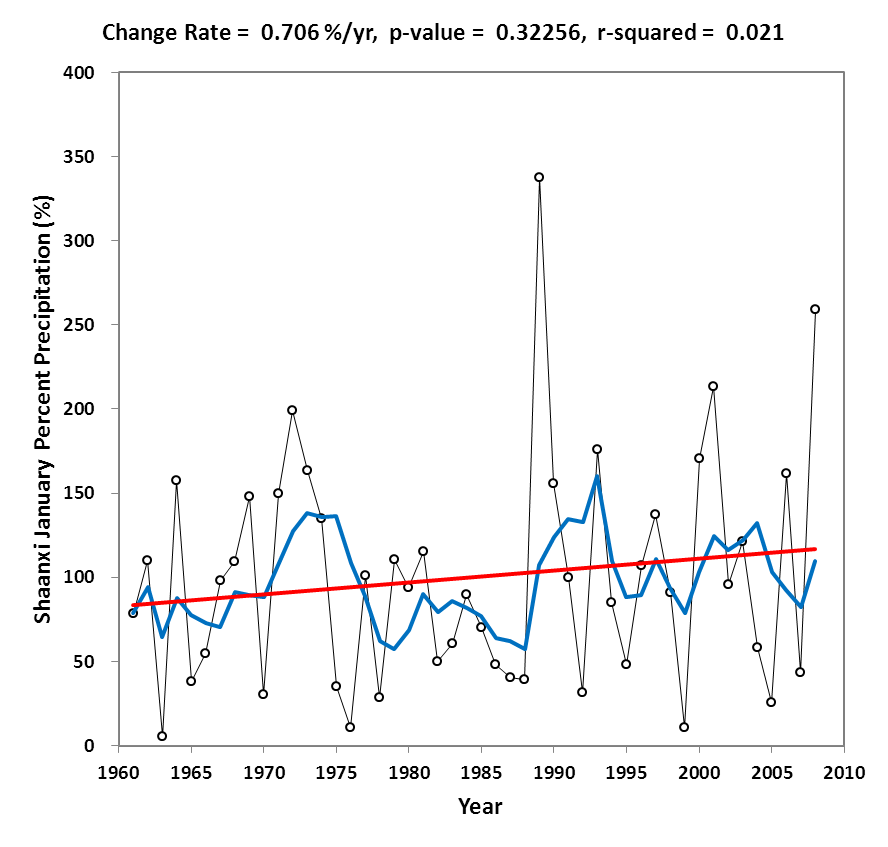 Change Rate = 0.706 %/yr, p-value = 0.32256, r-squared = 0.021
400
350
300
250
200
150
100
50
0
Shaanxi January Percent Precipitation (%)
1960 1965 1970 1975 1980 1985 1990 1995 2000 2005 2010
Year